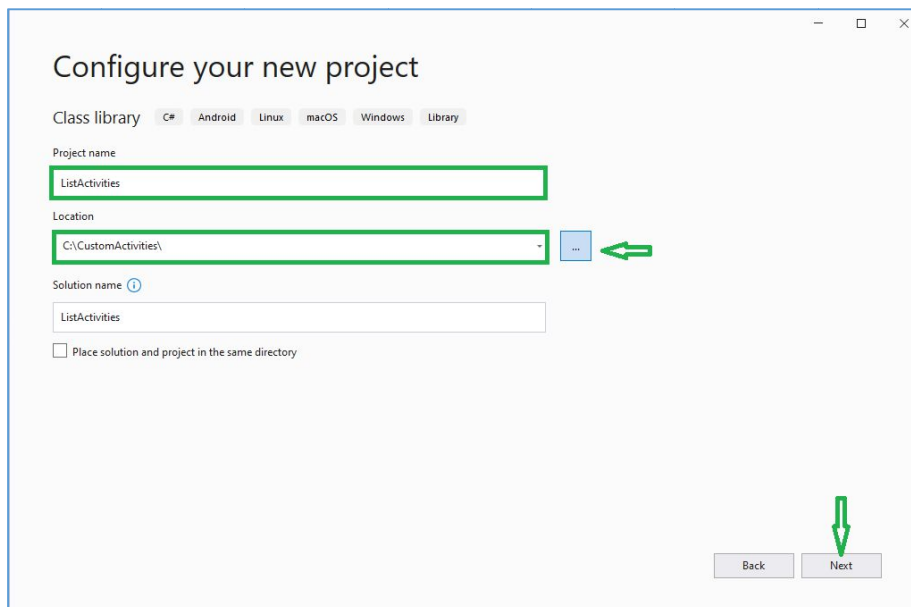 Configure your new project
Class library C# Android Linux macOS Windows Library
Project name
ListActivities
Location
C:\CustomActivities\
...
Solution name
ListActivities
Place solution and project in the same directory
Back Next